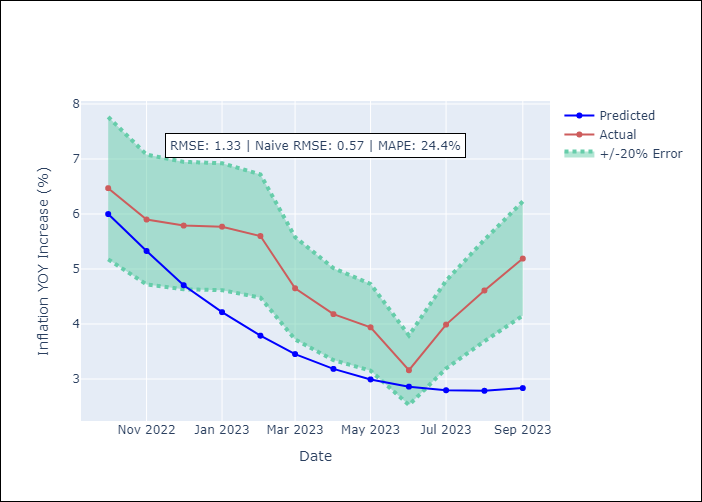 8
RMSE: 1.33 | Naive RMSE: 0.57 | MAPE: 24.4%
7
6
5
4
3
Inflation YOY Increase (%)
Nov 2022 Jan 2023 Mar 2023 May 2023 Jul 2023 Sep 2023
Date
Predicted
Actual
+/-20% Error